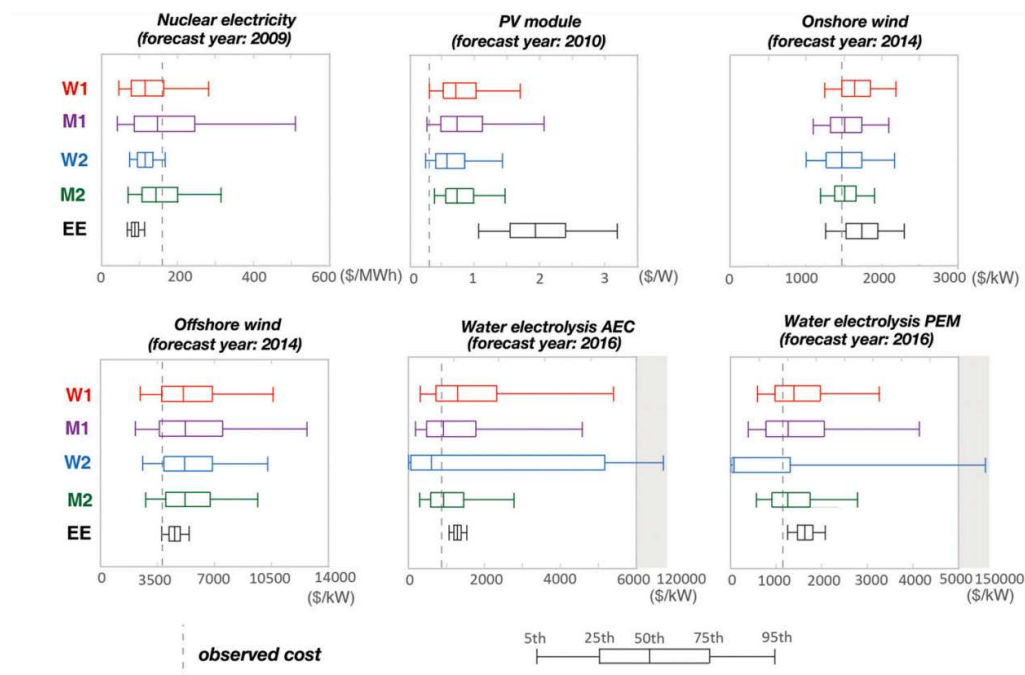 Nuclear electricity
(forecast year: 2009)
PV module
(forecast year: 2010)
Onshore wind
(forecast year: 2014)
W1
M1
W2
M2
EE
0 200 400 600 ($/MWh)
0 1 2 3 ($/W)
0 1000 2000 3000 ($/kW)
Offshore wind
(forecast year: 2014)
Water electrolysis AEC
(forecast year: 2016)
Water electrolysis PEM
(forecast year: 2016)
W1
M1
W2
M2
EE
0 3500 7000 10500 14000
($/kW)
0 2000 4000 6000 120000
($/kW)
0 1000 2000 3000 4000 5000 150000
($/kW)
observed cost
5th 25th 50th 75th 95th